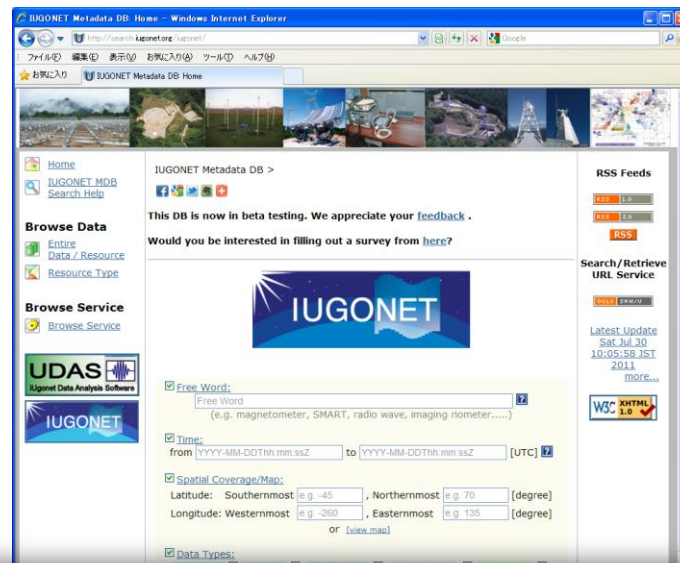 IUGONET Metadata DB: Home - Windows Internet Explorer
http://search.iugonet.org/iugonet/
Google
ファイル(F) 編集(E) 表示(V) お気に入り(A) ツール(T) ヘルプ(H)
お気に入り IUGONET Metadata DB: Home
Home
IUGONET MDB
Search Help
Browse Data
Entire
Data / Resource
Resource Type
Browse Service
Browse Service
UDAS
IUgonet Data Analysis Software
IUGONET
IUGONET Metadata DB >
This DB is now in beta testing. We appreciate your feedback .
Would you be interested in filling out a survey from here?
IUGONET
Free Word:
Free Word
(e.g. magnetometer, SMART, radio wave, imaging riometer.....)
Time:
from YYYY-MM-DDThh:mm:ssZ to YYYY-MM-DDThh:mm:ssZ [UTC]
Spatial Coverage/Map:
Latitude: Southernmost e.g. -45 , Northernmost e.g. 70 [degree]
Longitude: Westernmost e.g. -260 , Easternmost e.g. 135 [degree]
or [view map]
Data Types:
RSS Feeds
RSS 1.0
RSS 2.0
RSS
Search/Retrieve
URL Service
OCLC SRW/U
Latest Update
Sat Jul 30
10:05:58 JST
2011
more...
W3C XHTML
1.0